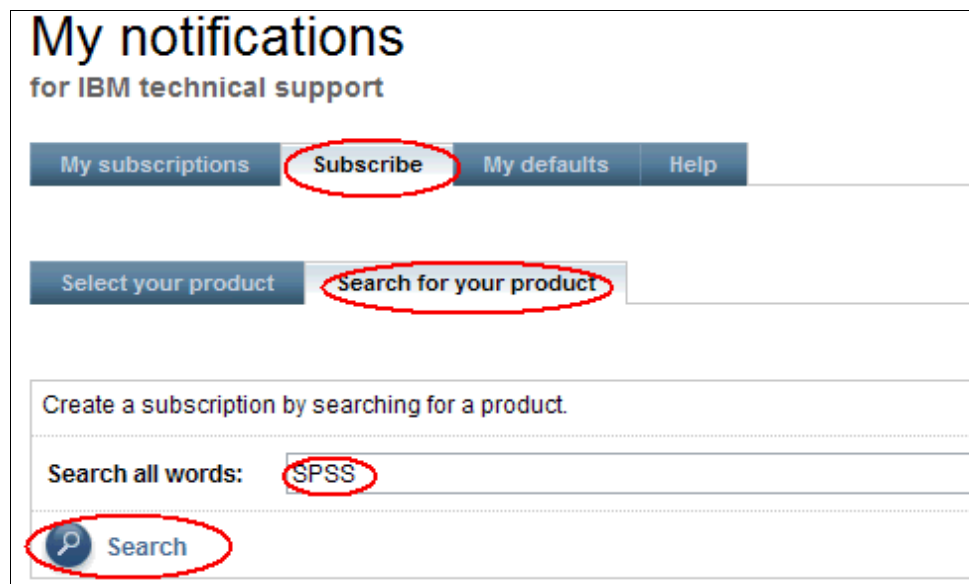 My notifications
for IBM technical support
My subscriptions Subscribe My defaults Help
Select your product Search for your product
Create a subscription by searching for a product.
Search all words: SPSS
Search